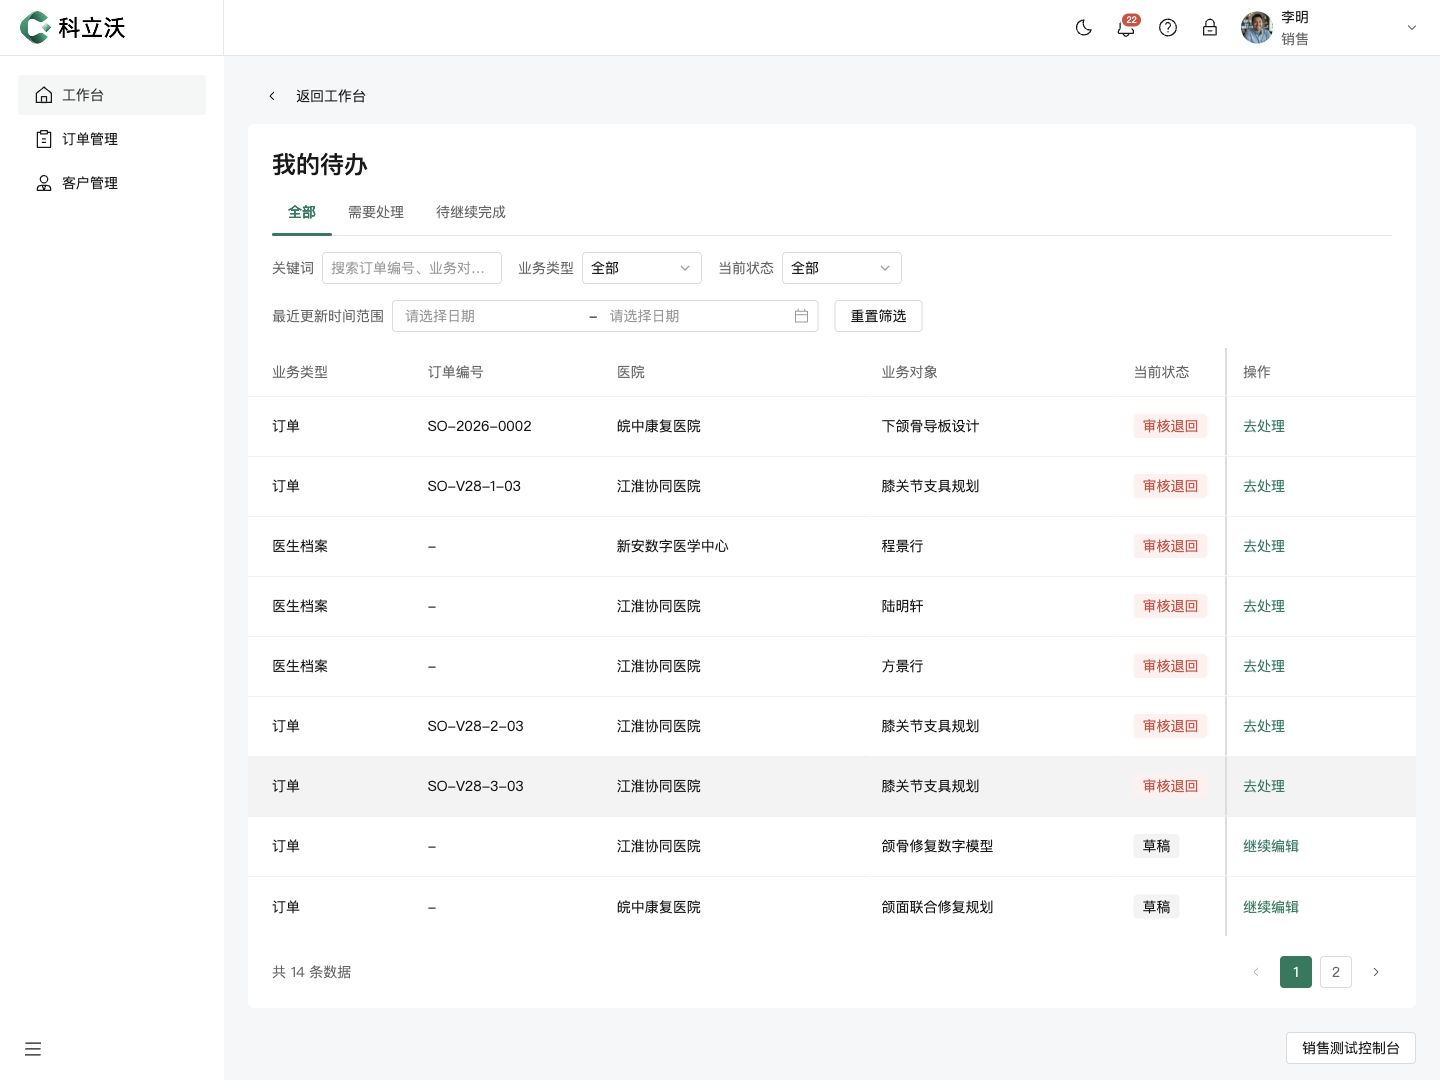 科立沃
22
李明
销售
工作台
订单管理
客户管理
返回工作台
我的待办
全部 需要处理 待继续完成
关键词 搜索订单编号、业务对... 业务类型 全部 当前状态 全部
最近更新时间范围 请选择日期 – 请选择日期 重置筛选
业务类型 订单编号 医院 业务对象 当前状态 操作
订单 SO-2026-0002 皖中康复医院 下颌骨导板设计 审核退回 去处理
订单 SO-V28-1-03 江淮协同医院 膝关节支具规划 审核退回 去处理
医生档案 – 新安数字医学中心 程景行 审核退回 去处理
医生档案 – 江淮协同医院 陆明轩 审核退回 去处理
医生档案 – 江淮协同医院 方景行 审核退回 去处理
订单 SO-V28-2-03 江淮协同医院 膝关节支具规划 审核退回 去处理
订单 SO-V28-3-03 江淮协同医院 膝关节支具规划 审核退回 去处理
订单 – 江淮协同医院 颌骨修复数字模型 草稿 继续编辑
订单 – 皖中康复医院 颌面联合修复规划 草稿 继续编辑
共 14 条数据 1 2
销售测试控制台